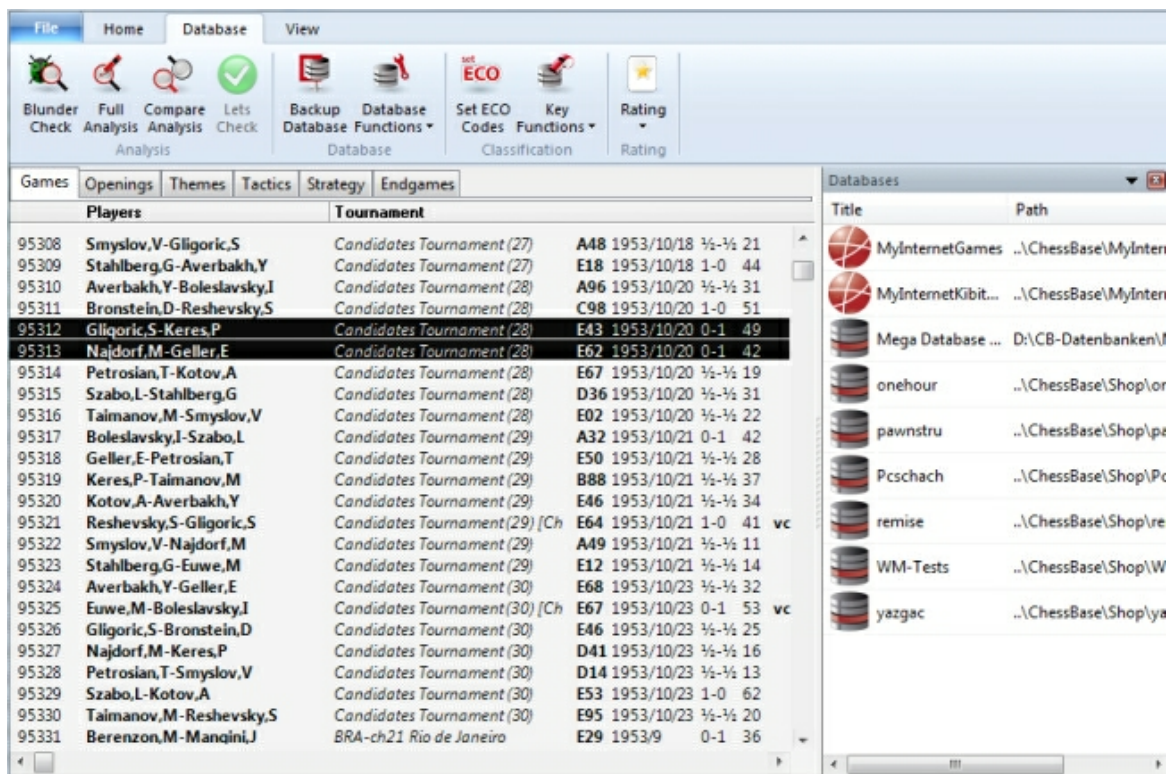 File Home Database View
set
ECO
Blunder Check Full Analysis Compare Analysis Lets Check Backup Database Database Functions Set ECO Codes Key Functions Rating
Analysis Database Classification Rating
Games Openings Themes Tactics Strategy Endgames
Players Tournament
95308 Smyslov,V-Gligoric,S Candidates Tournament (27) A48 1953/10/18 ½-½ 21
95309 Stahlberg,G-Averbakh,Y Candidates Tournament (27) E18 1953/10/18 1-0 44
95310 Averbakh,Y-Boleslavsky,I Candidates Tournament (28) A96 1953/10/20 ½-½ 31
95311 Bronstein,D-Reshevsky,S Candidates Tournament (28) C98 1953/10/20 1-0 51
95312 Gligoric,S-Keres,P Candidates Tournament (28) E43 1953/10/20 0-1 49
95313 Najdorf,M-Geller,E Candidates Tournament (28) E62 1953/10/20 0-1 42
95314 Petrosian,T-Kotov,A Candidates Tournament (28) E67 1953/10/20 ½-½ 19
95315 Szabo,L-Stahlberg,G Candidates Tournament (28) D36 1953/10/20 ½-½ 31
95316 Taimanov,M-Smyslov,V Candidates Tournament (28) E02 1953/10/20 ½-½ 22
95317 Boleslavsky,I-Szabo,L Candidates Tournament (29) A32 1953/10/21 0-1 42
95318 Geller,E-Petrosian,T Candidates Tournament (29) E50 1953/10/21 ½-½ 28
95319 Keres,P-Taimanov,M Candidates Tournament (29) B88 1953/10/21 ½-½ 37
95320 Kotov,A-Averbakh,Y Candidates Tournament (29) E46 1953/10/21 ½-½ 34
95321 Reshevsky,S-Gligoric,S Candidates Tournament (29) [Ch E64 1953/10/21 1-0 41 vc
95322 Smyslov,V-Najdorf,M Candidates Tournament (29) A49 1953/10/21 ½-½ 11
95323 Stahlberg,G-Euwe,M Candidates Tournament (29) E12 1953/10/21 ½-½ 14
95324 Averbakh,Y-Geller,E Candidates Tournament (30) E68 1953/10/23 ½-½ 32
95325 Euwe,M-Boleslavsky,I Candidates Tournament (30) [Ch E67 1953/10/23 0-1 53 vc
95326 Gligoric,S-Bronstein,D Candidates Tournament (30) E46 1953/10/23 ½-½ 25
95327 Najdorf,M-Keres,P Candidates Tournament (30) D41 1953/10/23 ½-½ 16
95328 Petrosian,T-Smyslov,V Candidates Tournament (30) D14 1953/10/23 ½-½ 13
95329 Szabo,L-Kotov,A Candidates Tournament (30) E53 1953/10/23 1-0 62
95330 Taimanov,M-Reshevsky,S Candidates Tournament (30) E95 1953/10/23 ½-½ 20
95331 Berenzon,M-Mangini,J BRA-ch21 Rio de Janeiro E29 1953/9 0-1 36
Databases
Title Path
MyInternetGames ..\ChessBase\MyIntern
MyInternetKibit... ..\ChessBase\MyIntern
Mega Database ... D:\CB-Datenbanken\M
onehour ..\ChessBase\Shop\on
pawnstru ..\ChessBase\Shop\pa
Pcschach ..\ChessBase\Shop\Pc
remise ..\ChessBase\Shop\re
WM-Tests ..\ChessBase\Shop\W
yazgac ..\ChessBase\Shop\ya